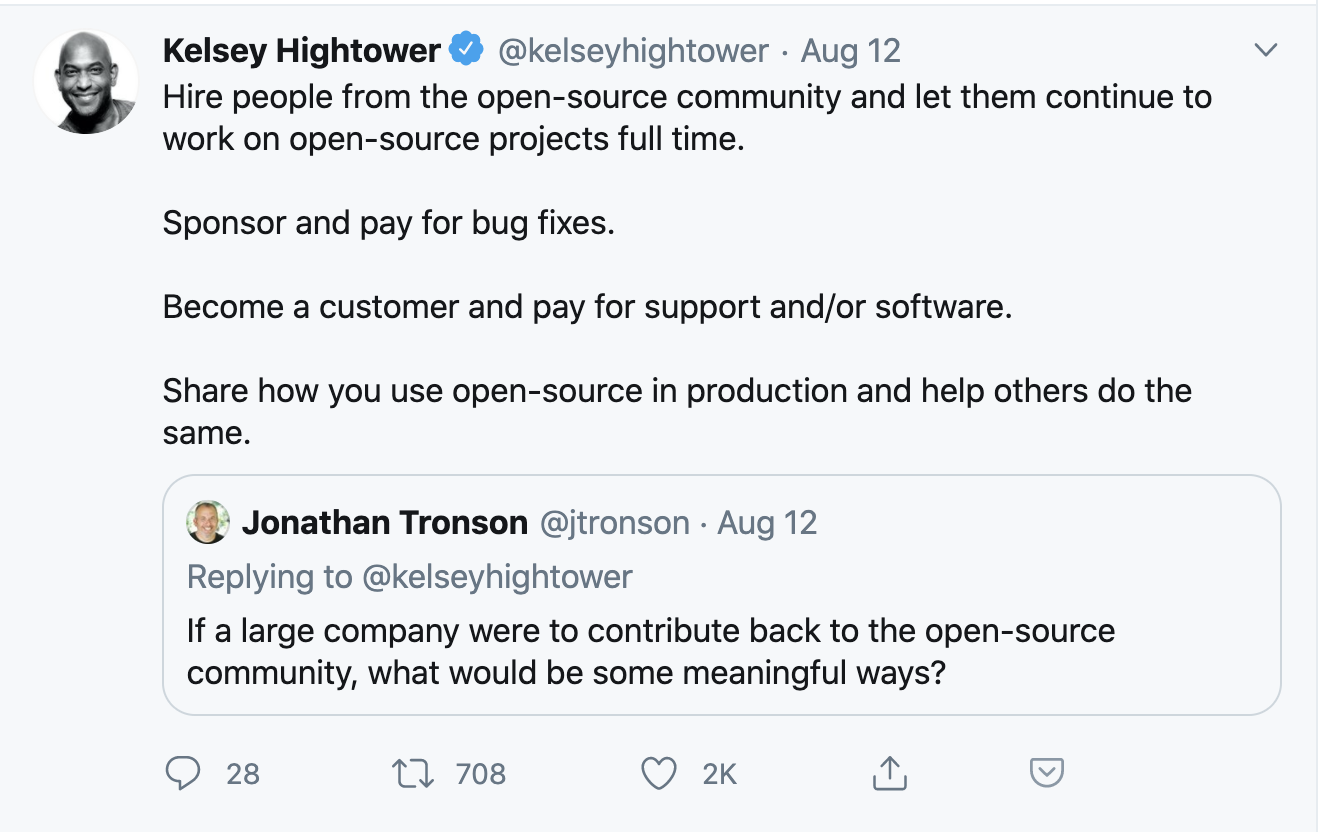 Kelsey Hightower @kelseyhightower · Aug 12
Hire people from the open-source community and let them continue to
work on open-source projects full time.
Sponsor and pay for bug fixes.
Become a customer and pay for support and/or software.
Share how you use open-source in production and help others do the
same.
Jonathan Tronson @jtronson · Aug 12
Replying to @kelseyhightower
If a large company were to contribute back to the open-source
community, what would be some meaningful ways?
28 708 2K